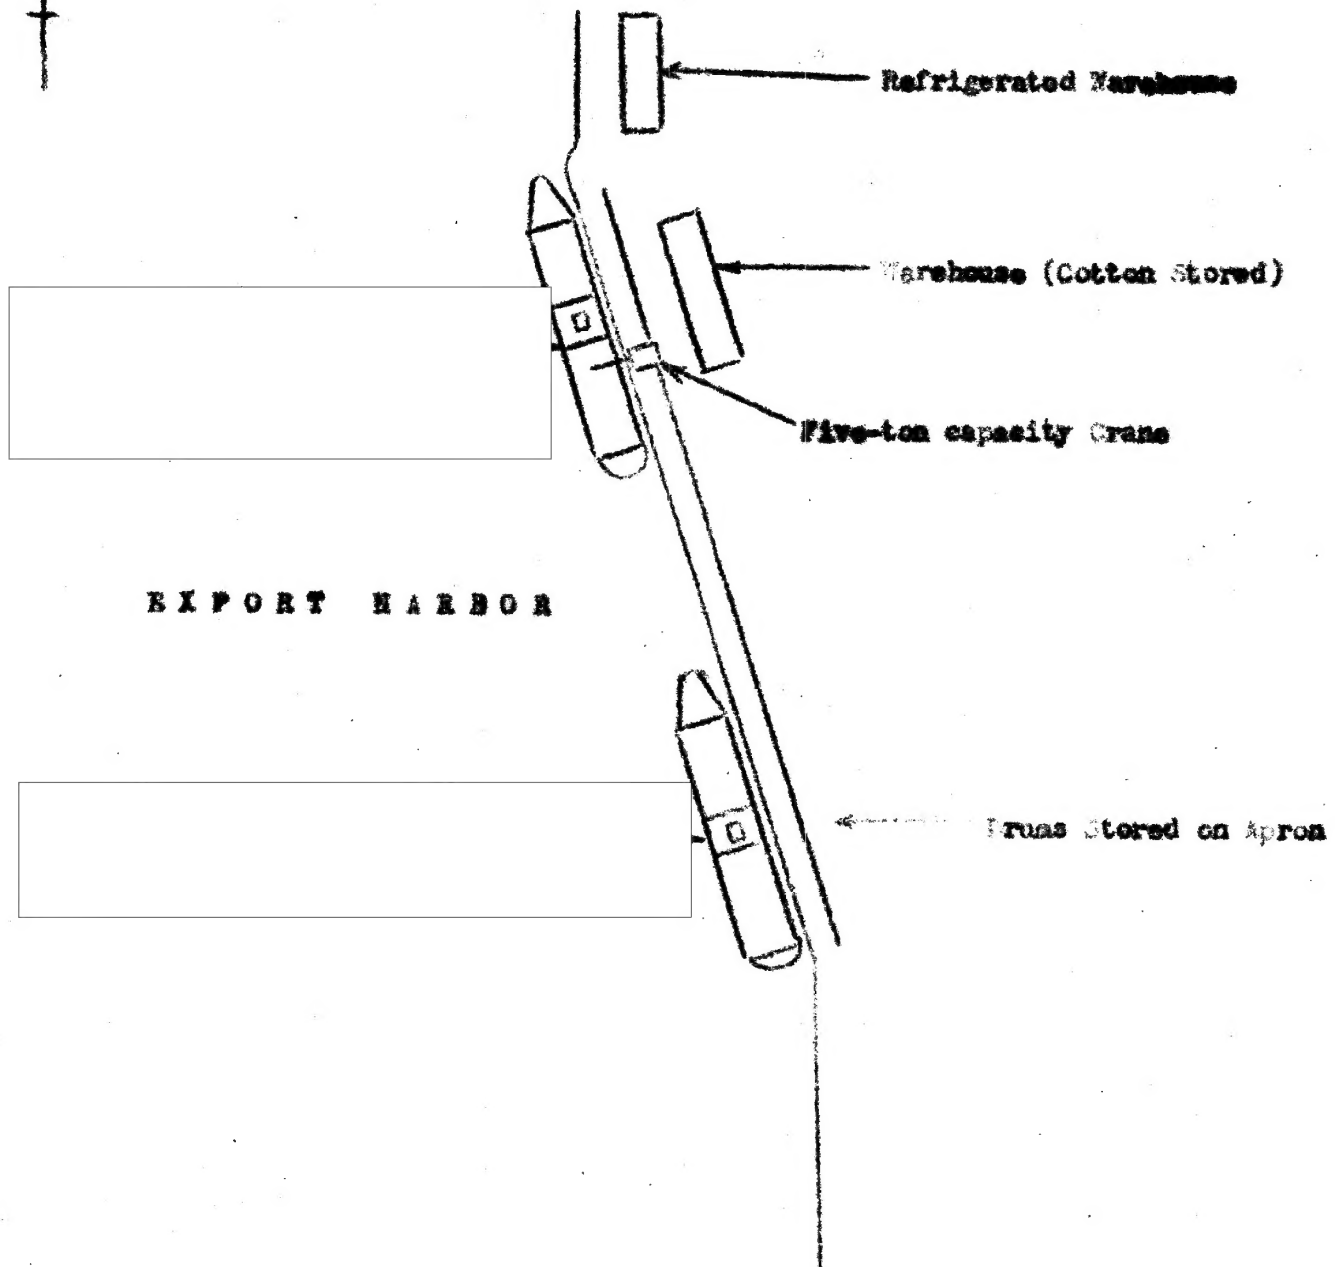 Refrigerated Warehouse
Warehouse (Cotton Stored)
Five-ton capacity Crane
EXPORT HARBOR
Drums Stored on Apron